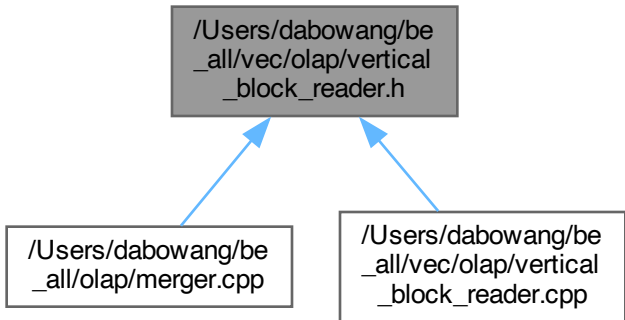 /Users/dabowang/be
_all/vec/olap/vertical
_block_reader.h
/Users/dabowang/be
_all/olap/merger.cpp
/Users/dabowang/be
_all/vec/olap/vertical
_block_reader.cpp